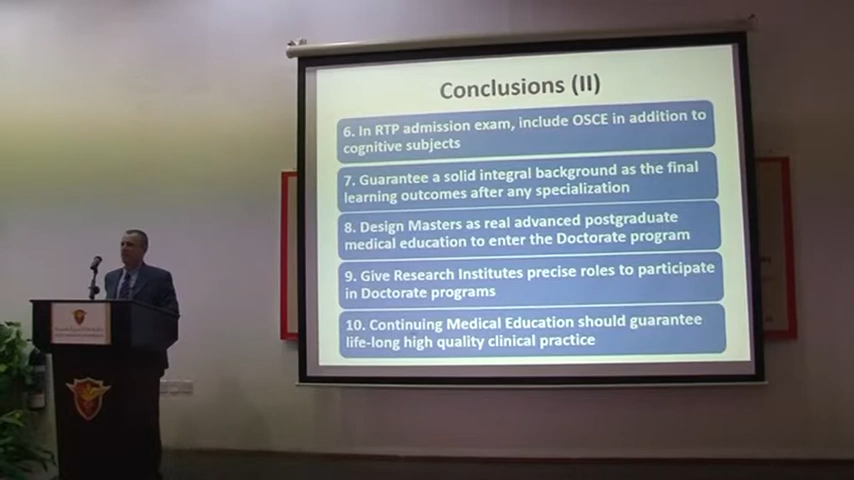 Conclusions (II)
6. In RTP admission exam, include OSCE in addition to
cognitive subjects
7. Guarantee a solid integral background as the final
learning outcomes after any specialization
8. Design Masters as real advanced postgraduate
medical education to enter the Doctorate program
9. Give Research Institutes precise roles to participate
in Doctorate programs
10. Continuing Medical Education should guarantee
life-long high quality clinical practice